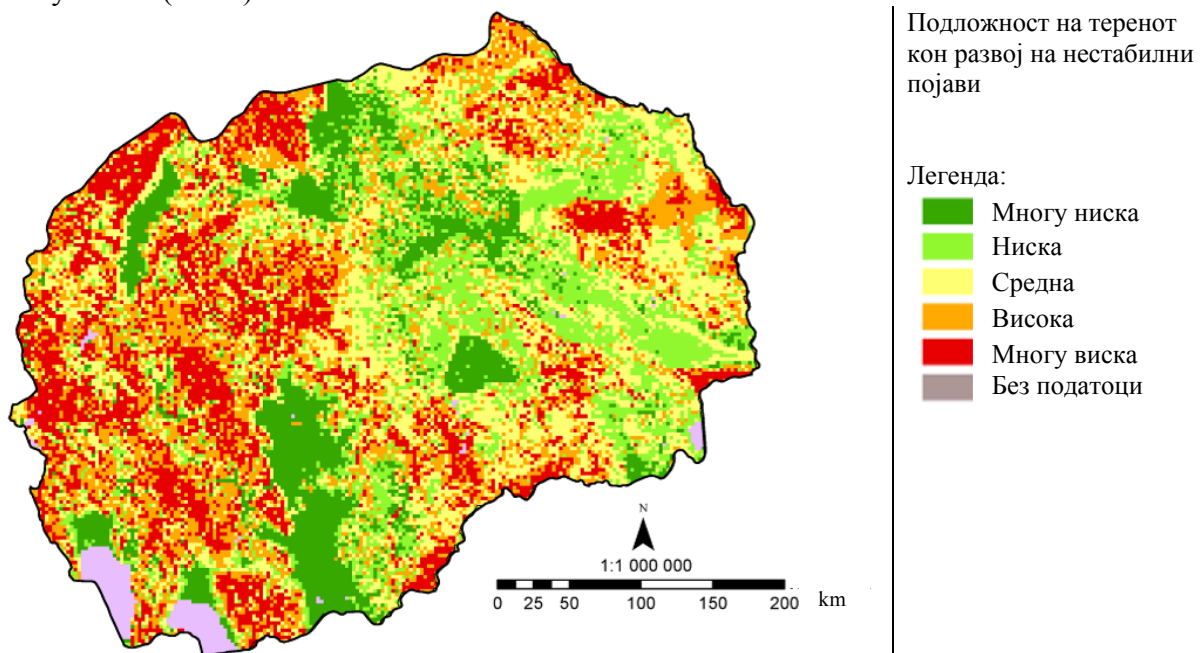 Подложност на теренот
кон развој на нестабилни
појави
Легенда:
Многу ниска
Ниска
Средна
Висока
Многу виска
Без податоци
N
1:1 000 000
0 25 50 100 150 200 km